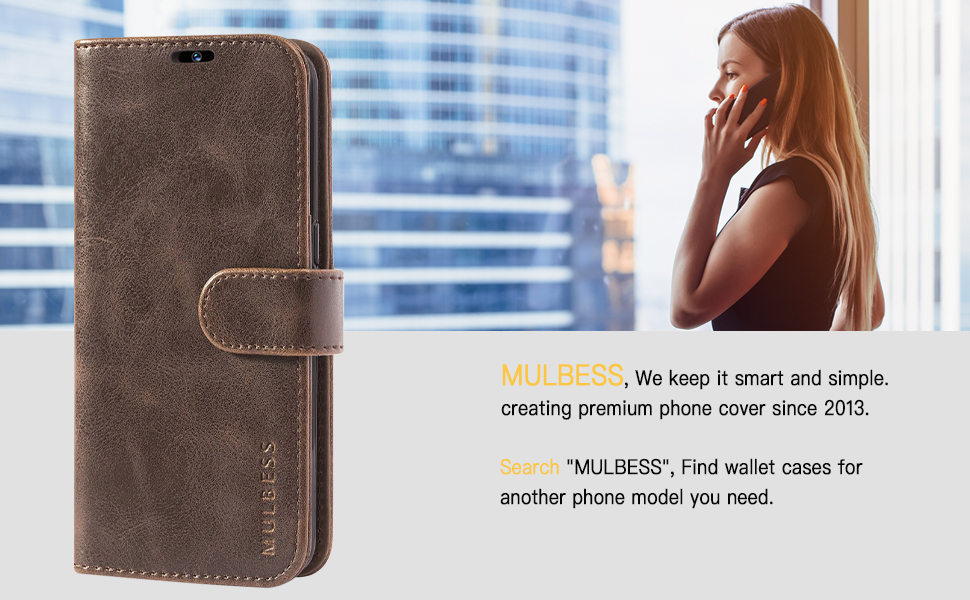 MULBESS
MULBESS, We keep it smart and simple.
creating premium phone cover since 2013.
Search "MULBESS", Find wallet cases for
another phone model you need.